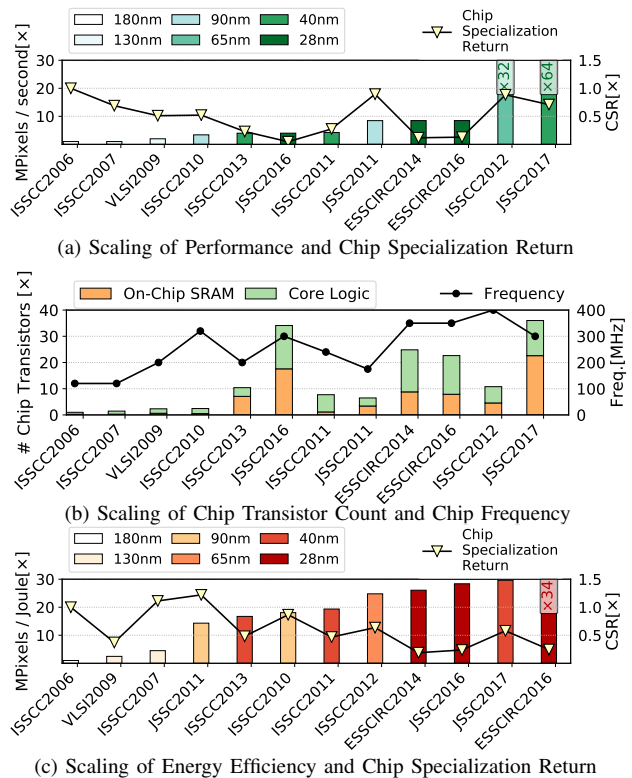 180nm 90nm 40nm
130nm 65nm 28nm
Chip
Specialization
Return
MPixels / second[×]
30
20
10
×32
×64
1.5
1.0
0.5
CSR[×]
ISSCC2006
ISSCC2007
VLSI2009
ISSCC2010
ISSCC2013
JSSC2016
ISSCC2011
JSSC2011
ESSCIRC2014
ESSCIRC2016
ISSCC2012
JSSC2017
(a) Scaling of Performance and Chip Specialization Return
On-Chip SRAM Core Logic Frequency
# Chip Transistors [×]
40
30
20
10
0
400
300
200
100
0
Freq.[MHz]
ISSCC2006
ISSCC2007
VLSI2009
ISSCC2010
ISSCC2013
JSSC2016
ISSCC2011
JSSC2011
ESSCIRC2014
ESSCIRC2016
ISSCC2012
JSSC2017
(b) Scaling of Chip Transistor Count and Chip Frequency
180nm 90nm 40nm
130nm 65nm 28nm
Chip
Specialization
Return
MPixels / Joule[×]
30
20
10
×34
1.5
1.0
0.5
CSR[×]
ISSCC2006
VLSI2009
ISSCC2007
JSSC2011
ISSCC2013
ISSCC2010
ISSCC2011
ISSCC2012
ESSCIRC2014
JSSC2016
JSSC2017
ESSCIRC2016
(c) Scaling of Energy Efficiency and Chip Specialization Return